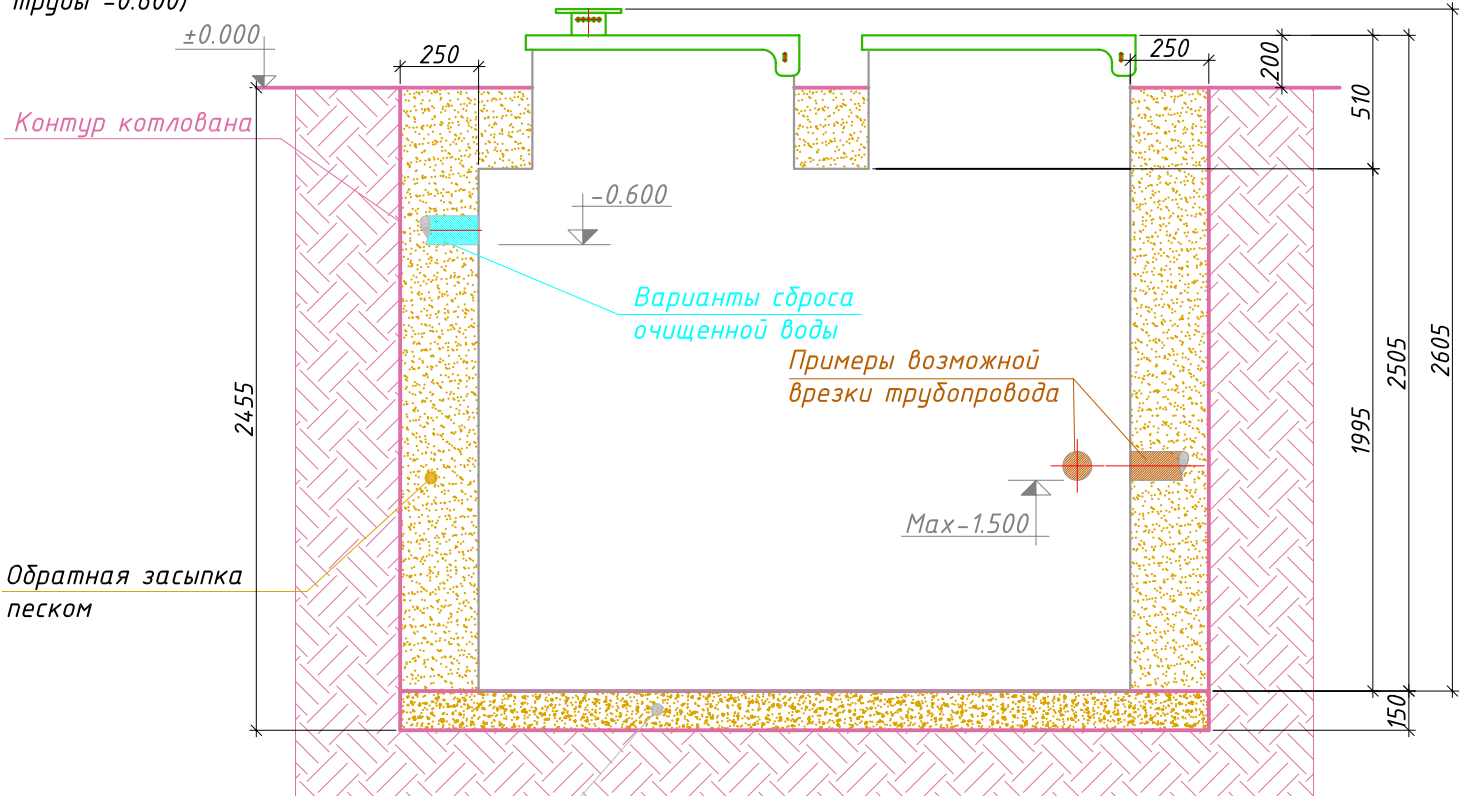 трубы -0.600)
±0.000
250
250
200
510
Контур котлована
-0.600
Варианты сброса
очищенной воды
Примеры возможной
врезки трубопровода
2455
1995
2505
2605
Max-1.500
Обратная засыпка
песком
150